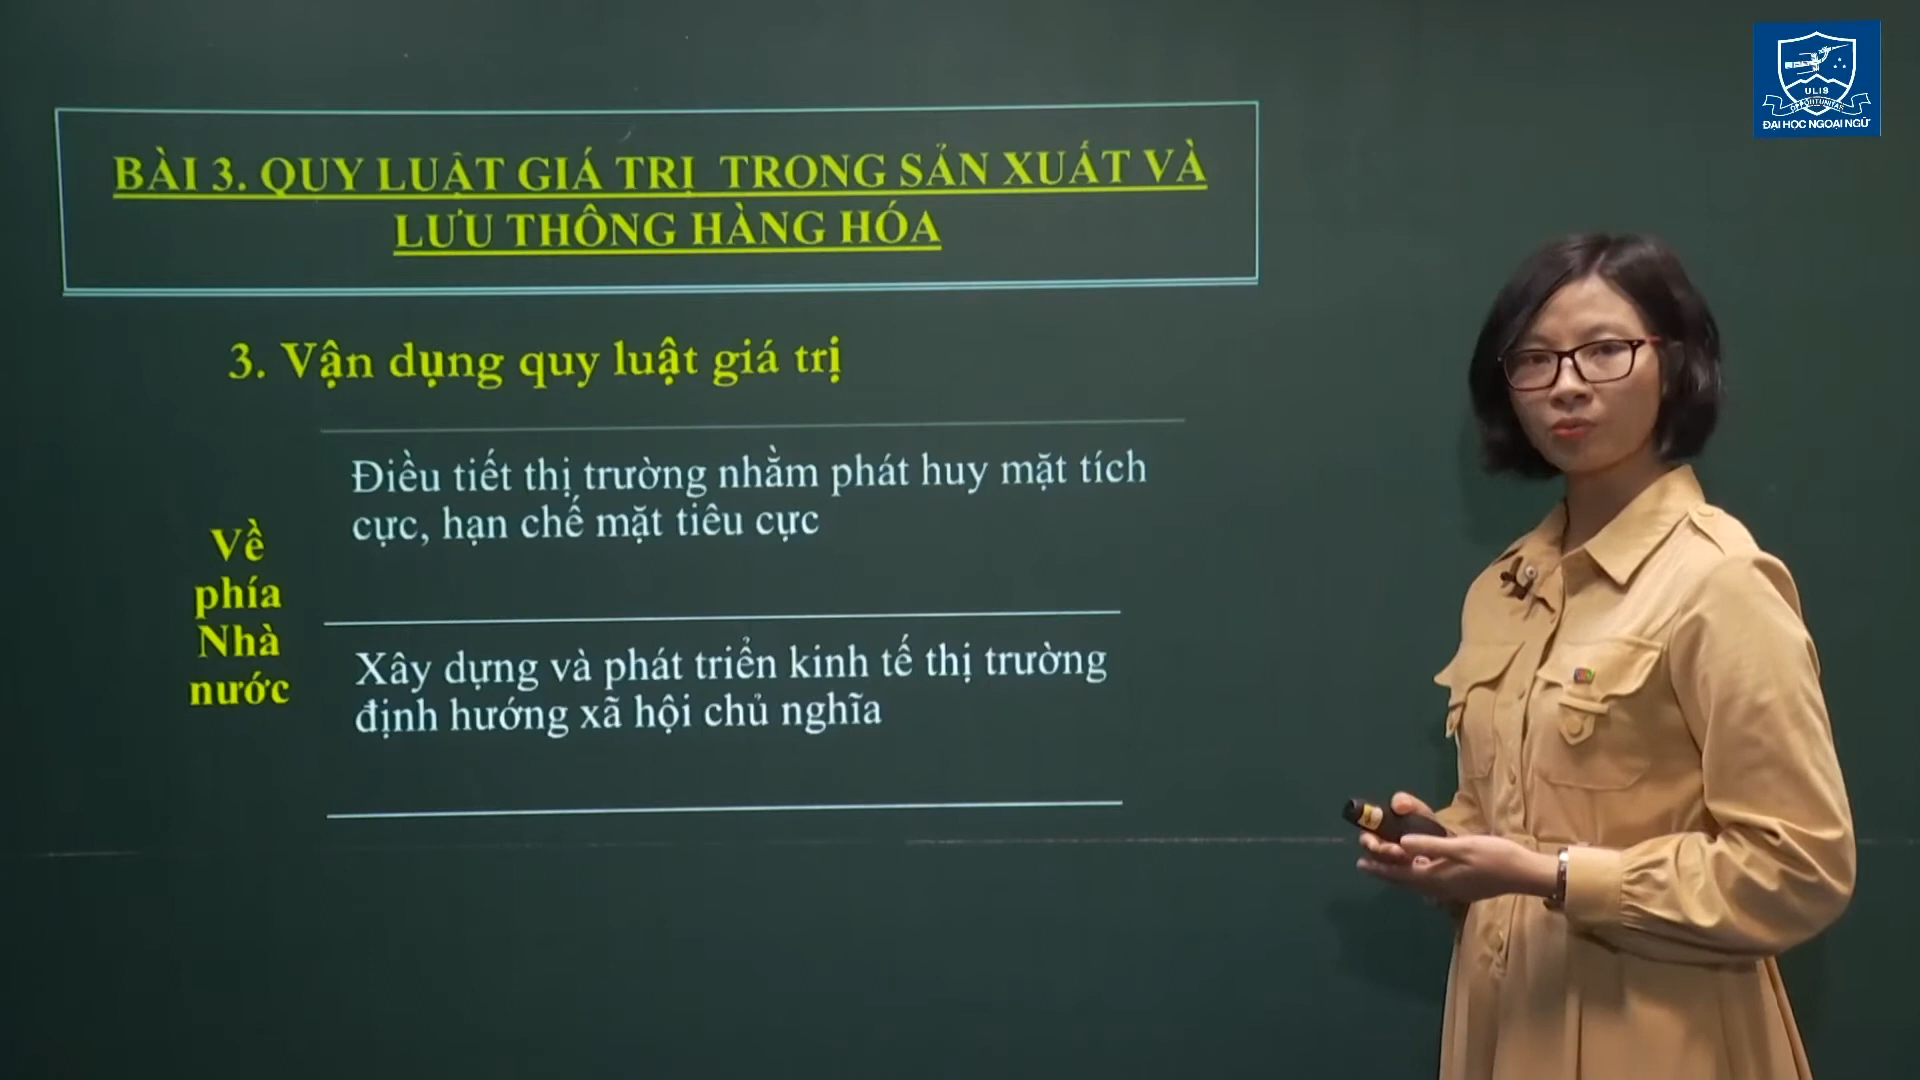 ULIS
ĐẠI HỌC NGOẠI NGỮ
BÀI 3. QUY LUẬT GIÁ TRỊ TRONG SẢN XUẤT VÀ
LƯU THÔNG HÀNG HÓA
3. Vận dụng quy luật giá trị
Về
phía
Nhà
nước
Điều tiết thị trường nhằm phát huy mặt tích
cực, hạn chế mặt tiêu cực
Xây dựng và phát triển kinh tế thị trường
định hướng xã hội chủ nghĩa